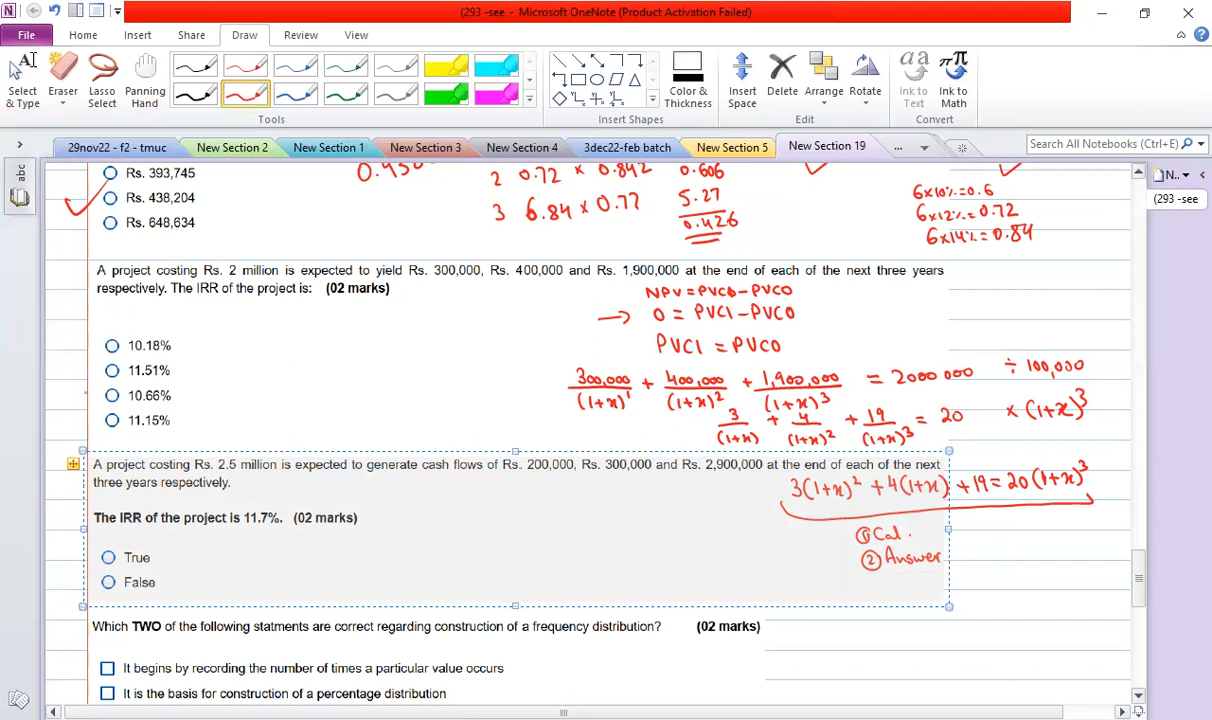 (293 -see - Microsoft OneNote (Product Activation Failed)
File Home Insert Share Draw Review View
Select & Type
Eraser
Lasso Select
Panning Hand
Color & Thickness
Insert Space
Delete
Arrange
Rotate
Ink to Text
Ink to Math
Tools
Insert Shapes
Edit
Convert
29nov22 - f2 - tmuc New Section 2 New Section 1 New Section 3 New Section 4 3dec22-feb batch New Section 5 New Section 19 ... Search All Notebooks (Ctrl+E)
abc
N..
(293 -see
Rs. 393,745
Rs. 438,204
Rs. 648,634
2 0.72 × 0.842 0.606
3 6.84 × 0.77 5.27
0.426
6x10%=0.6
6x12%=0.72
6x14%=0.84
A project costing Rs. 2 million is expected to yield Rs. 300,000, Rs. 400,000 and Rs. 1,900,000 at the end of each of the next three years
respectively. The IRR of the project is: (02 marks)
10.18%
11.51%
10.66%
11.15%
NPV = PVCI - PVCO
→ 0 = PVCI - PVCO
PVCI = PVCO
300,000/(1+x)¹ + 400,000/(1+x)² + 1,900,000/(1+x)³ = 2000000 ÷ 100,000
3/(1+x) + 4/(1+x)² + 19/(1+x)³ = 20 × (1+x)³
A project costing Rs. 2.5 million is expected to generate cash flows of Rs. 200,000, Rs. 300,000 and Rs. 2,900,000 at the end of each of the next
three years respectively.
3(1+x)² + 4(1+x) + 19 = 20(1+x)³
The IRR of the project is 11.7%. (02 marks)
① Cal.
② Answer
True
False
Which TWO of the following statments are correct regarding construction of a frequency distribution? (02 marks)
It begins by recording the number of times a particular value occurs
It is the basis for construction of a percentage distribution